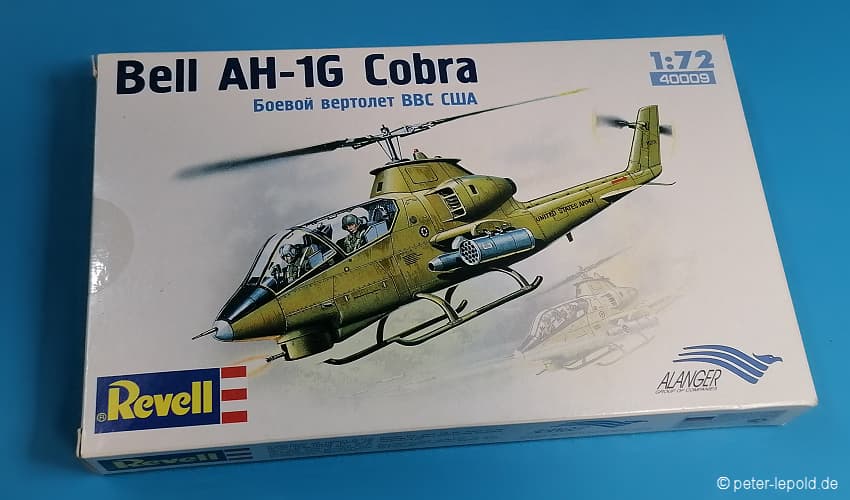 Bell AH-1G Cobra
Боевой вертолет ВВС США
1:72
40009
UNITED STATES ARMY
ALANGER
GROUP OF COMPANIES
® Revell
Revell
© peter-lepold.de